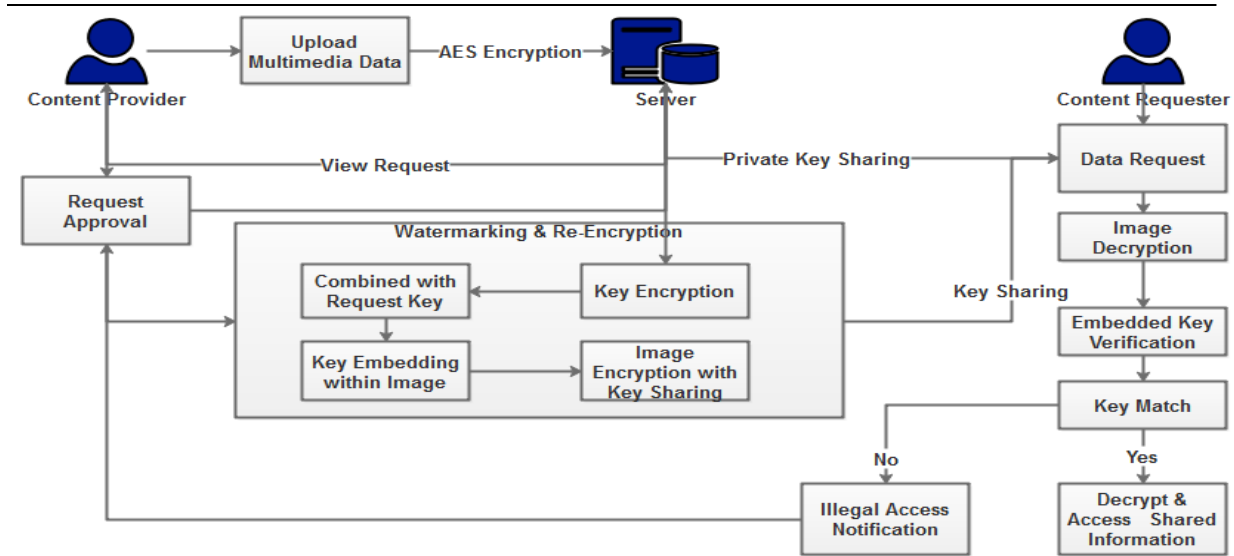 Upload
Multimedia Data
AES Encryption
Content Provider
Server
Content Requester
View Request
Private Key Sharing
Data Request
Request
Approval
Image
Decryption
Watermarking & Re-Encryption
Combined with
Request Key
Key Encryption
Key Sharing
Embedded Key
Verification
Key Embedding
within Image
Image
Encryption with
Key Sharing
Key Match
No
Yes
Illegal Access
Notification
Decrypt &
Access Shared
Information